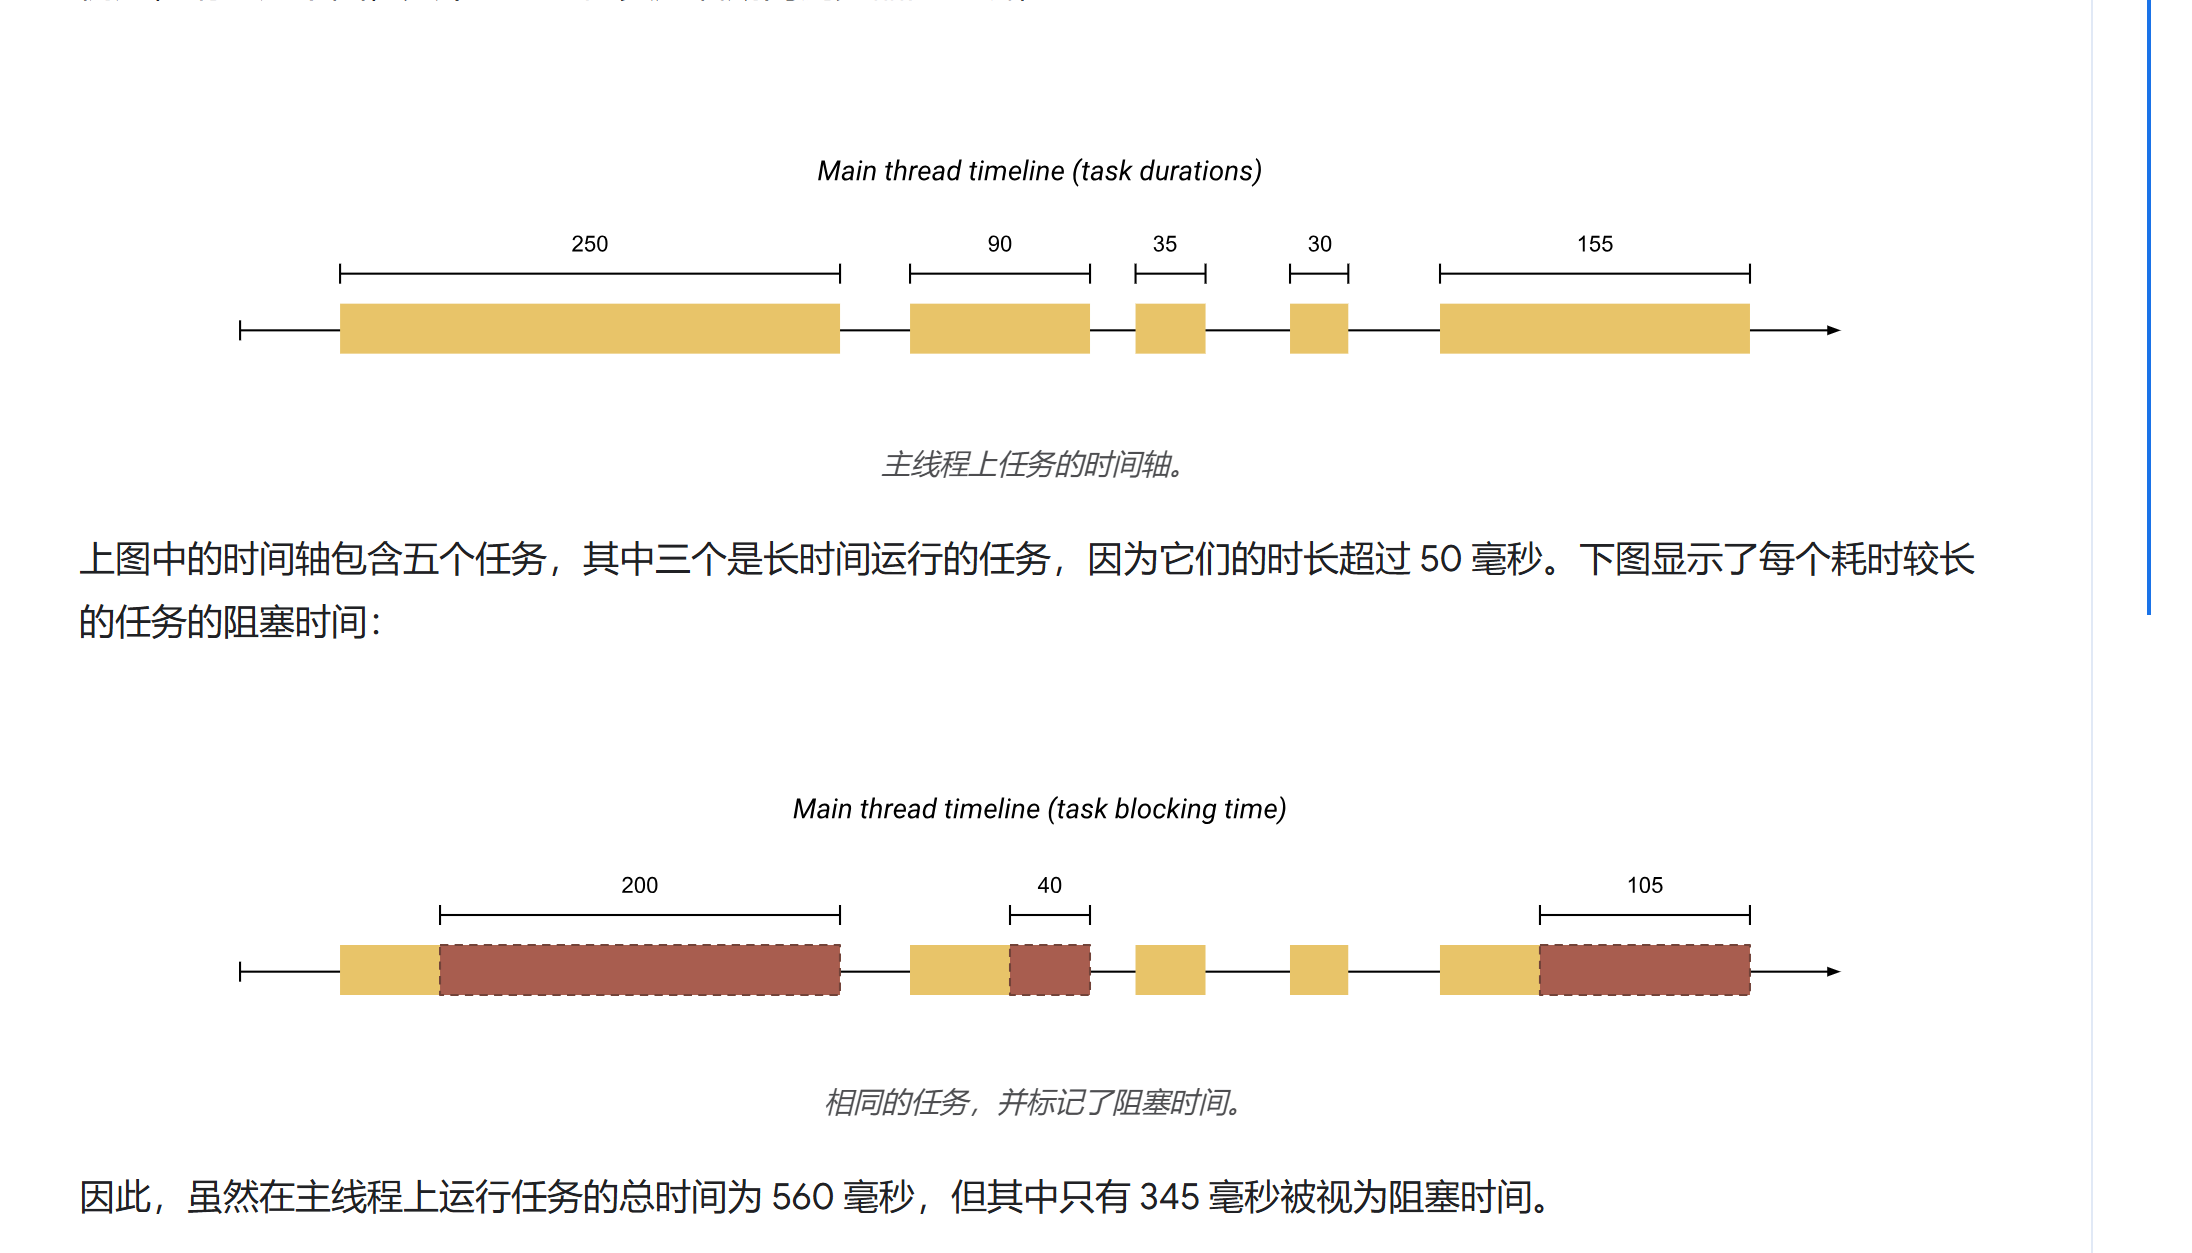 Main thread timeline (task durations)
250 90 35 30 155
主线程上任务的时间轴。
上图中的时间轴包含五个任务，其中三个是长时间运行的任务，因为它们的时长超过 50 毫秒。下图显示了每个耗时较长
的任务的阻塞时间：
Main thread timeline (task blocking time)
200 40 105
相同的任务，并标记了阻塞时间。
因此，虽然在主线程上运行任务的总时间为 560 毫秒，但其中只有 345 毫秒被视为阻塞时间。